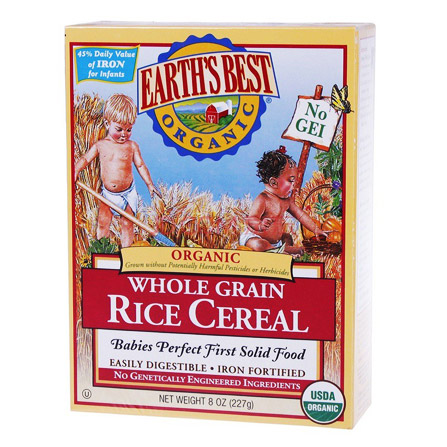 45% Daily Value
of IRON
for Infants
EARTH'S BEST
ORGANIC
®
No
GEI
ORGANIC
Grown without Potentially Harmful Pesticides or Herbicides
WHOLE GRAIN
RICE CEREAL
Babies Perfect First Solid Food
EASILY DIGESTIBLE • IRON FORTIFIED
NO GENETICALLY ENGINEERED INGREDIENTS
U
NET WEIGHT 8 OZ (227g)
USDA
ORGANIC